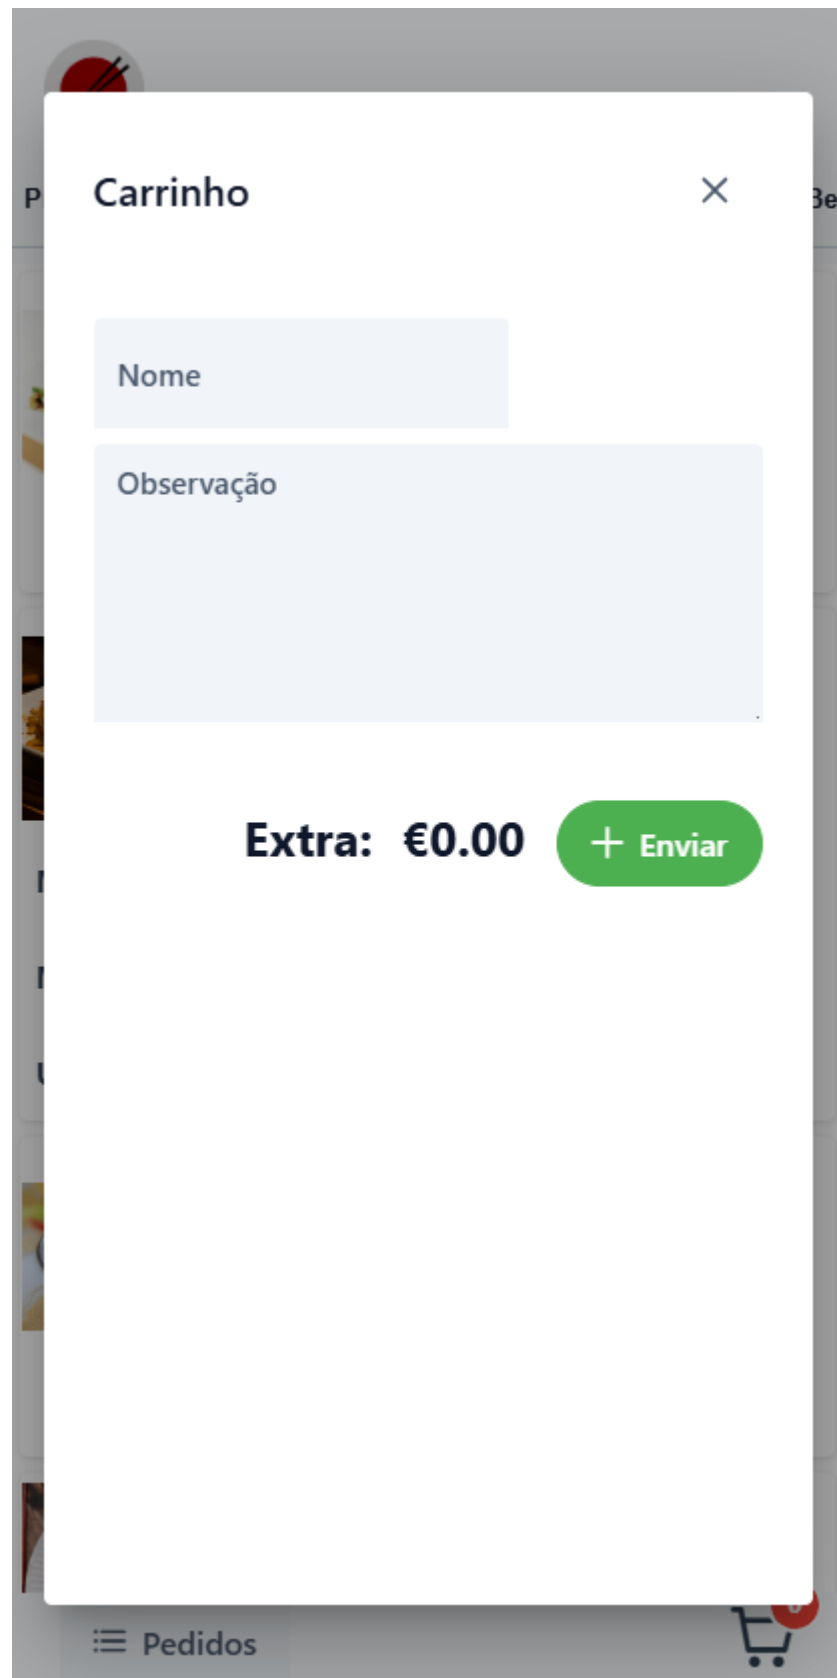 Carrinho
Nome
Observação
Extra: €0.00
Enviar
Pedidos